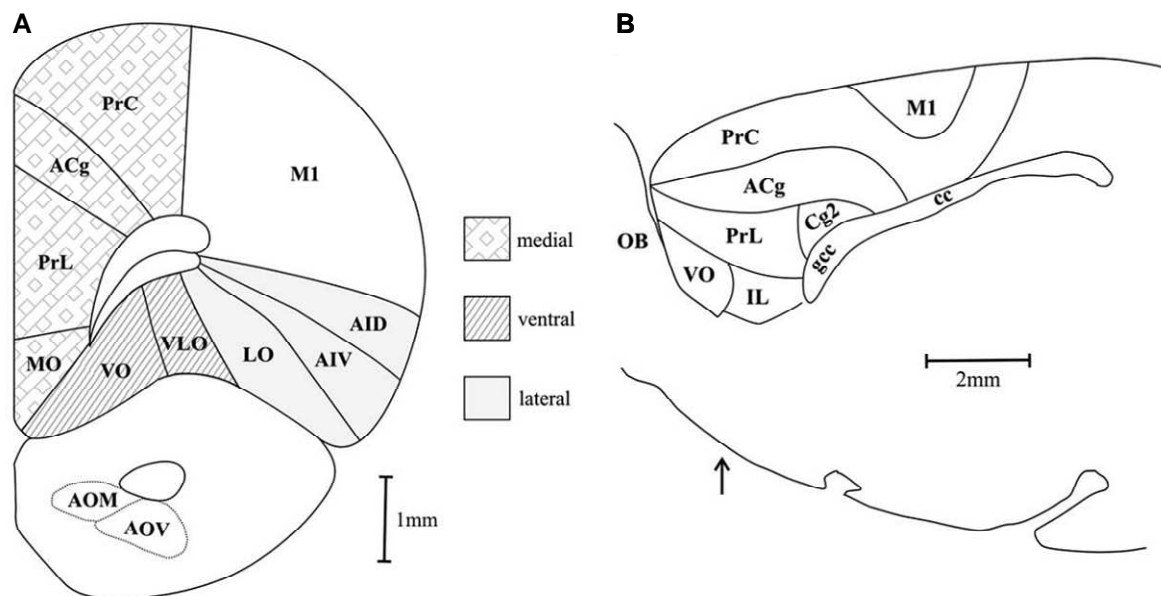 A
PrC
ACg
M1
PrL
MO
VO
VLO
LO
AIV
AID
AOM
AOV
1mm
medial
ventral
lateral
B
M1
PrC
ACg
cc
Cg2
PrL
OB
gcc
VO
IL
2mm